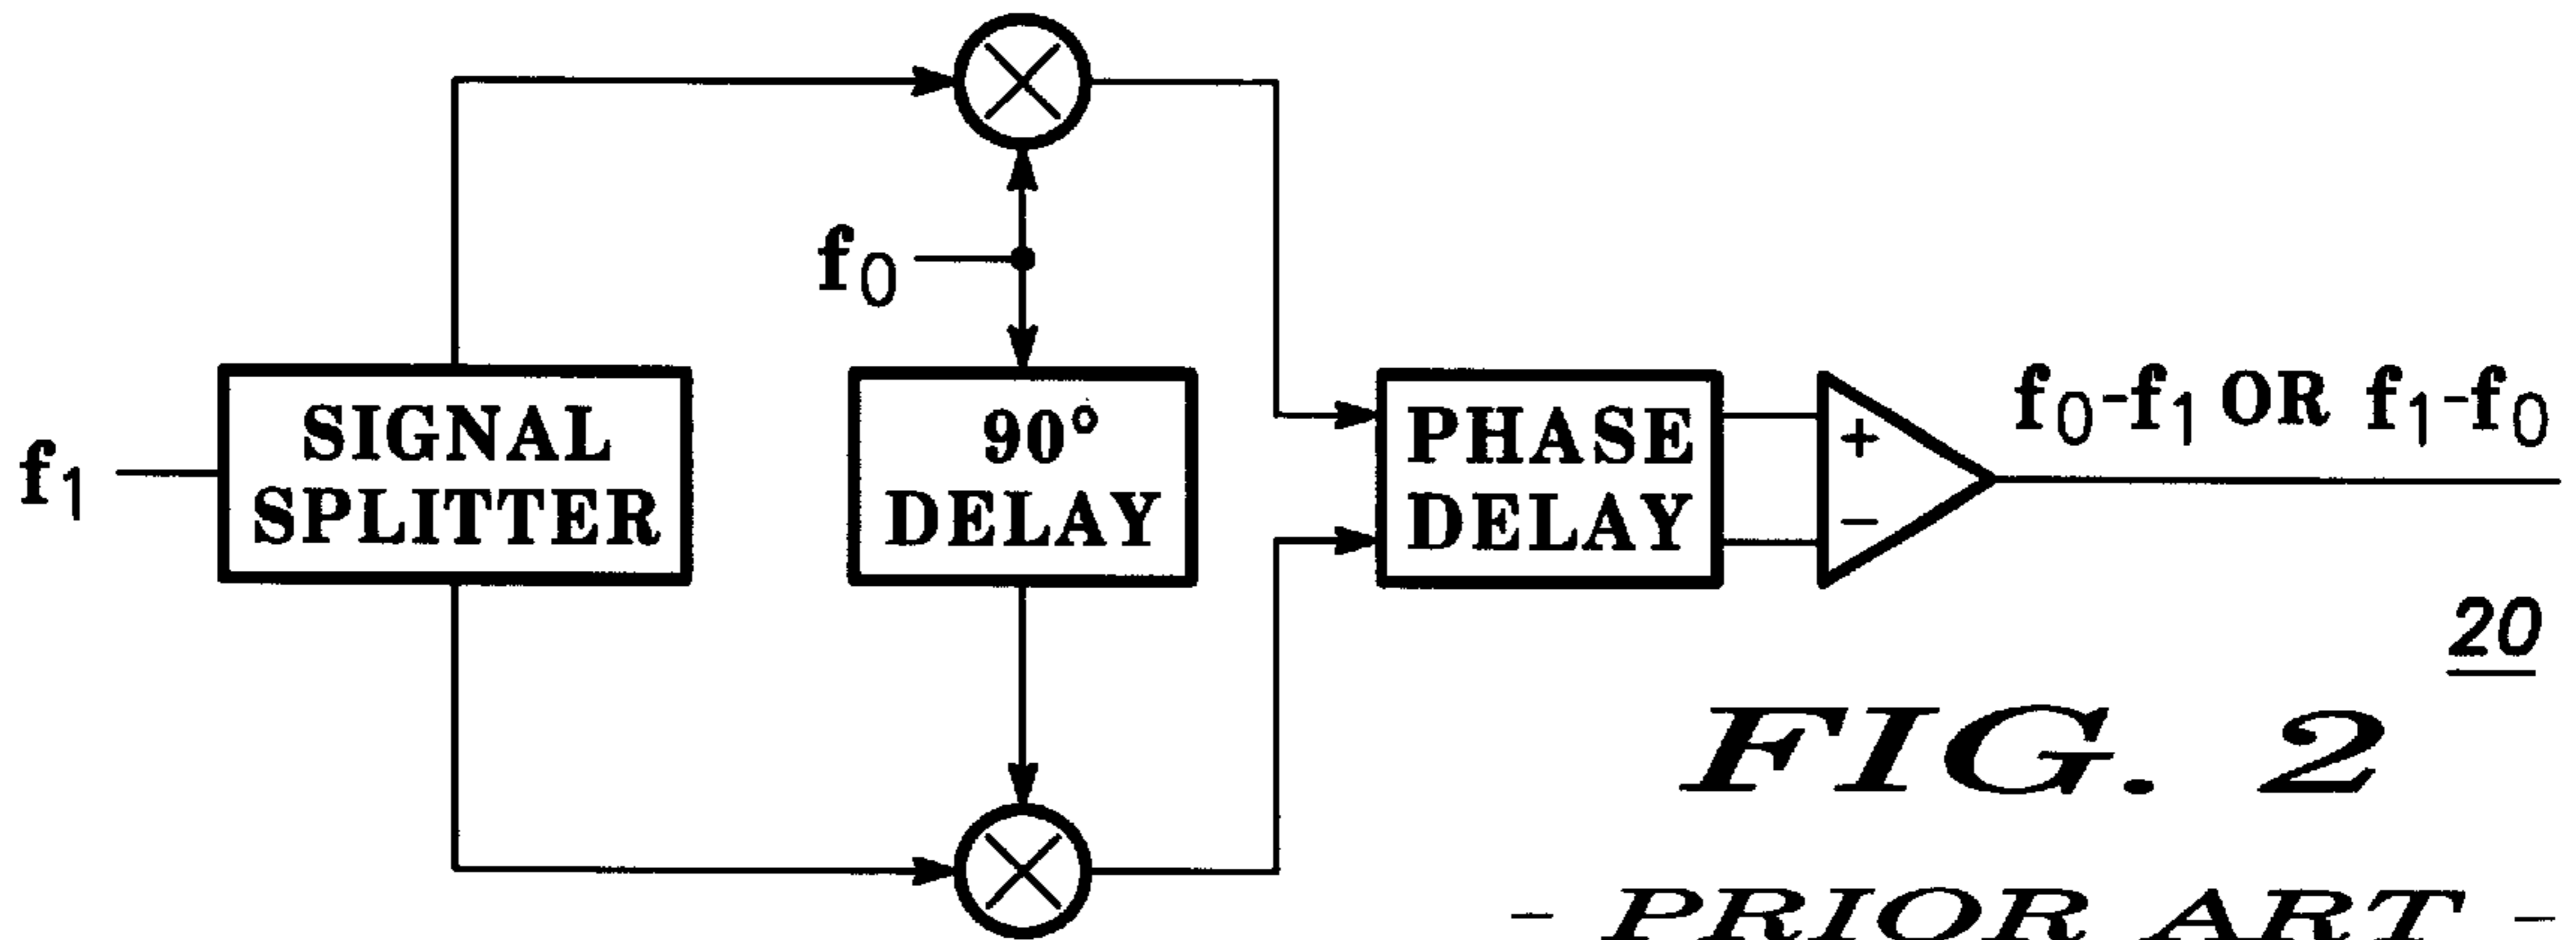 f0
f1
SIGNAL
SPLITTER
90°
DELAY
PHASE
DELAY
+
−
f0-f1 OR f1-f0
20
FIG. 2
- PRIOR ART -